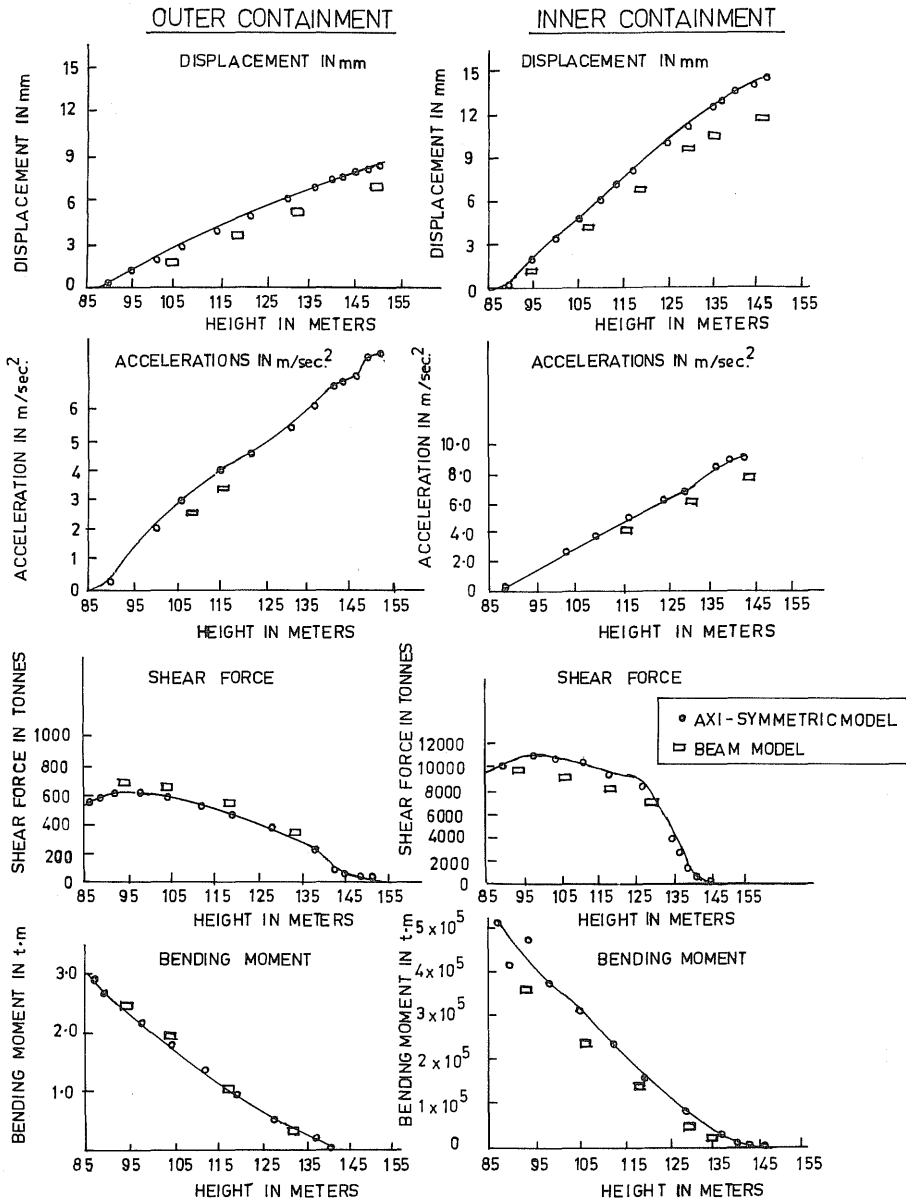 OUTER CONTAINMENT
DISPLACEMENT IN mm
DISPLACEMENT IN mm
15
12
9
6
3
0
85 95 105 115 125 135 145 155
HEIGHT IN METERS
INNER CONTAINMENT
DISPLACEMENT IN mm
DISPLACEMENT IN mm
15
12
9
6
3
0
85 95 105 115 125 135 145 155
HEIGHT IN METERS
ACCELERATIONS IN m/sec.²
ACCELERATION IN m/sec.²
6
5
4
3
2
1
0
85 95 105 115 125 135 145 155
HEIGHT IN METERS
ACCELERATIONS IN m/sec.²
ACCELERATION IN m/sec.²
10·0
8·0
6·0
4·0
2·0
0
85 95 105 115 125 135 145 155
HEIGHT IN METERS
SHEAR FORCE
SHEAR FORCE IN TONNES
1000
800
600
400
200
0
85 95 105 115 125 135 145 155
HEIGHT IN METERS
SHEAR FORCE
SHEAR FORCE IN TONNES
12000
10000
8000
6000
4000
2000
0
85 95 105 115 125 135 145 155
HEIGHT IN METERS
AXI-SYMMETRIC MODEL
BEAM MODEL
BENDING MOMENT
BENDING MOMENT IN t·m
3·0
2·0
1·0
85 95 105 115 125 135 145 155
HEIGHT IN METERS
BENDING MOMENT
BENDING MOMENT IN t·m
5×10⁵
4×10⁵
3×10⁵
2×10⁵
1×10⁵
0
85 95 105 115 125 135 145 155
HEIGHT IN METERS